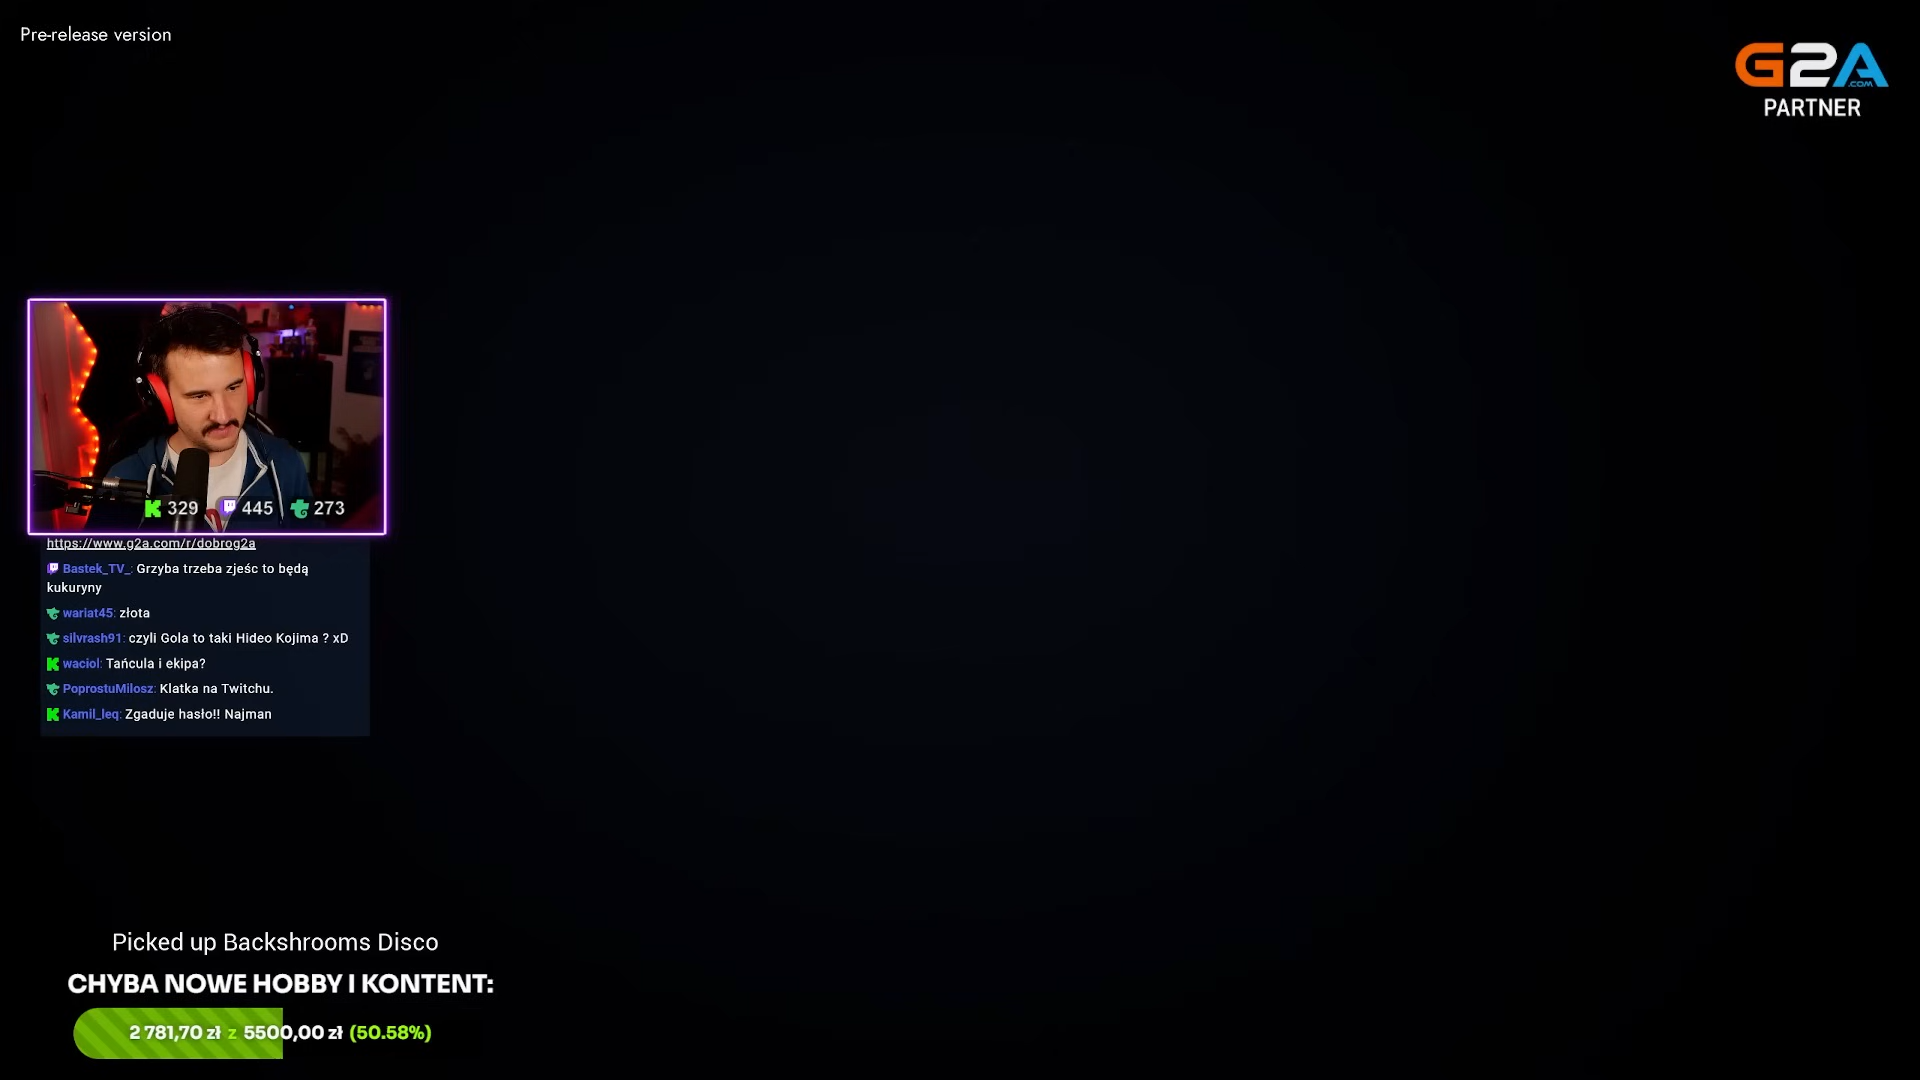 Pre-release version
G2A
.COM
PARTNER
329 445 273
https://www.g2a.com/r/dobrog2a
Bastek_TV_: Grzyba trzeba zjeśc to będą
kukuryny
wariat45: złota
silvrash91: czyli Gola to taki Hideo Kojima ? xD
waciol: Tańcula i ekipa?
PoprostuMilosz: Klatka na Twitchu.
Kamil_leq: Zgaduje hasło!! Najman
Picked up Backshrooms Disco
CHYBA NOWE HOBBY I KONTENT:
2 781,70 zł z 5500,00 zł (50.58%)